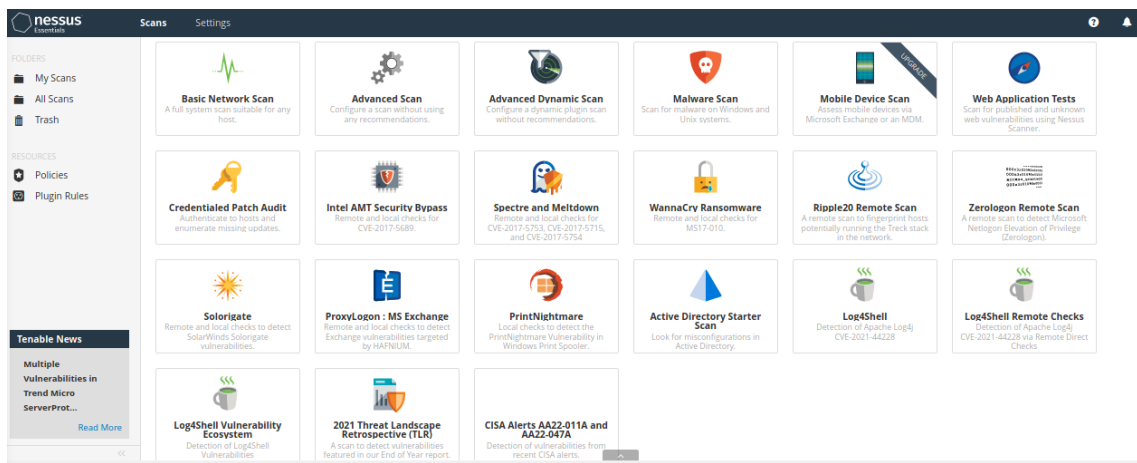 nessus
Essentials
Scans
Settings
FOLDERS
My Scans
All Scans
Trash
RESOURCES
Policies
Plugin Rules
Tenable News
Multiple
Vulnerabilities in
Trend Micro
ServerProt...
Read More
Basic Network Scan
A full system scan suitable for any
host.
Advanced Scan
Configure a scan without using
any recommendations.
Advanced Dynamic Scan
Configure a dynamic plugin scan
without recommendations.
Malware Scan
Scan for malware on Windows and
Unix systems.
UPGRADE
Mobile Device Scan
Assess mobile devices via
Microsoft Exchange or an MDM.
Web Application Tests
Scan for published and unknown
web vulnerabilities using Nessus
Scanner.
Credentialed Patch Audit
Authenticate to hosts and
enumerate missing updates.
Intel AMT Security Bypass
Remote and local checks for
CVE-2017-5689.
Spectre and Meltdown
Remote and local checks for
CVE-2017-5753, CVE-2017-5715,
and CVE-2017-5754
WannaCry Ransomware
Remote and local checks for
MS17-010.
Ripple20 Remote Scan
A remote scan to fingerprint hosts
potentially running the Treck stack
in the network.
Zerologon Remote Scan
A remote scan to detect Microsoft
Netlogon Elevation of Privilege
(Zerologon).
Solorigate
Remote and local checks to detect
SolarWinds Solorigate
vulnerabilities.
ProxyLogon : MS Exchange
Remote and local checks to detect
Exchange vulnerabilities targeted
by HAFNIUM.
PrintNightmare
Local checks to detect the
PrintNightmare Vulnerability in
Windows Print Spooler.
Active Directory Starter
Scan
Look for misconfigurations in
Active Directory.
Log4Shell
Detection of Apache Log4j
CVE-2021-44228
Log4Shell Remote Checks
Detection of Apache Log4j
CVE-2021-44228 via Remote Direct
Checks
Log4Shell Vulnerability
Ecosystem
Detection of Log4Shell
Vulnerabilities
2021 Threat Landscape
Retrospective (TLR)
A scan to detect vulnerabilities
featured in our End of Year report.
CISA Alerts AA22-011A and
AA22-047A
Detection of vulnerabilities from
recent CISA alerts.